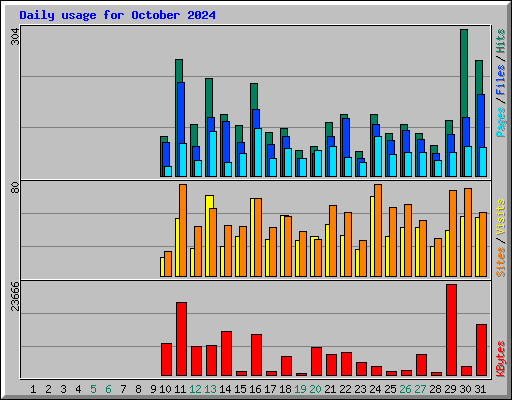 Daily usage for October 2024
304
Pages / Files / Hits
80
Sites / Visits
23666
KBytes
1 2 3 4 5 6 7 8 9 10 11 12 13 14 15 16 17 18 19 20 21 22 23 24 25 26 27 28 29 30 31